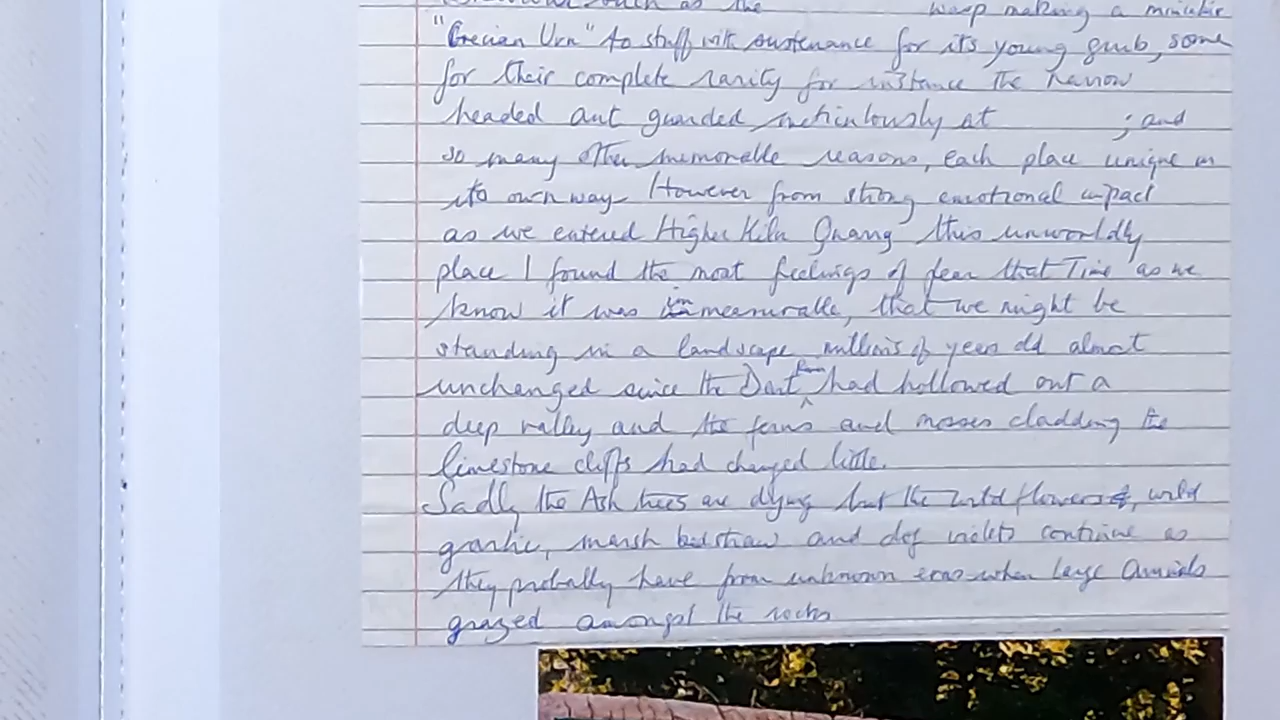 such as the wasp making a miniature
"Grecian Urn" to stuff with sustenance for its young grub, some
for their complete rarity for instance the narrow
headed ant guarded meticulously at ; and
so many other memorable reasons, each place unique in
its own way. However from strong emotional impact
as we entered Higher Kiln Quarry this unworldly
place I found the most feelings of fear that Time as we
know it was immeasurable, that we might be
standing in a landscape millions of years old almost
unchanged since the Dart had hollowed out a
deep valley and the ferns and mosses cladding the
limestone cliffs had changed little.
Sadly the Ash trees are dying but the wild flowers, wild
garlic, marsh bedstraw and dog violets continue as
they probably have from unknown eras when large animals
grazed amongst the rocks